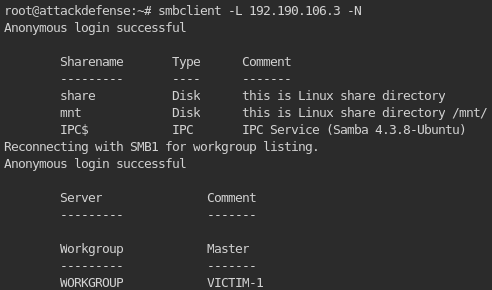 root@attackdefense:~# smbclient -L 192.190.106.3 -N
Anonymous login successful
Sharename Type Comment
--------- ---- -------
share Disk this is Linux share directory
mnt Disk this is Linux share directory /mnt/
IPC$ IPC IPC Service (Samba 4.3.8-Ubuntu)
Reconnecting with SMB1 for workgroup listing.
Anonymous login successful
Server Comment
--------- -------
Workgroup Master
--------- -------
WORKGROUP VICTIM-1